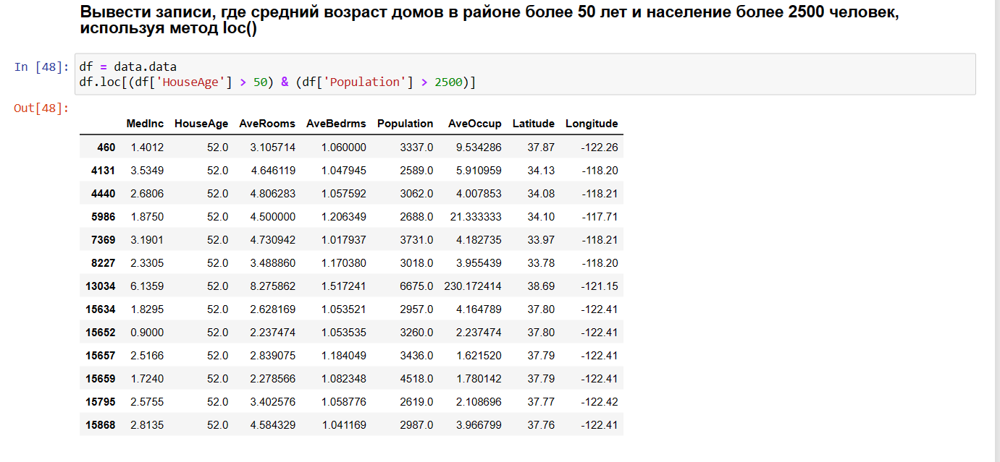 Вывести записи, где средний возраст домов в районе более 50 лет и население более 2500 человек,
используя метод loc()
In [48]: df = data.data
df.loc[(df['HouseAge'] > 50) & (df['Population'] > 2500)]
Out[48]:
MedInc HouseAge AveRooms AveBedrms Population AveOccup Latitude Longitude
460 1.4012 52.0 3.105714 1.060000 3337.0 9.534286 37.87 -122.26
4131 3.5349 52.0 4.646119 1.047945 2589.0 5.910959 34.13 -118.20
4440 2.6806 52.0 4.806283 1.057592 3062.0 4.007853 34.08 -118.21
5986 1.8750 52.0 4.500000 1.206349 2688.0 21.333333 34.10 -117.71
7369 3.1901 52.0 4.730942 1.017937 3731.0 4.182735 33.97 -118.21
8227 2.3305 52.0 3.488860 1.170380 3018.0 3.955439 33.78 -118.20
13034 6.1359 52.0 8.275862 1.517241 6675.0 230.172414 38.69 -121.15
15634 1.8295 52.0 2.628169 1.053521 2957.0 4.164789 37.80 -122.41
15652 0.9000 52.0 2.237474 1.053535 3260.0 2.237474 37.80 -122.41
15657 2.5166 52.0 2.839075 1.184049 3436.0 1.621520 37.79 -122.41
15659 1.7240 52.0 2.278566 1.082348 4518.0 1.780142 37.79 -122.41
15795 2.5755 52.0 3.402576 1.058776 2619.0 2.108696 37.77 -122.42
15868 2.8135 52.0 4.584329 1.041169 2987.0 3.966799 37.76 -122.41